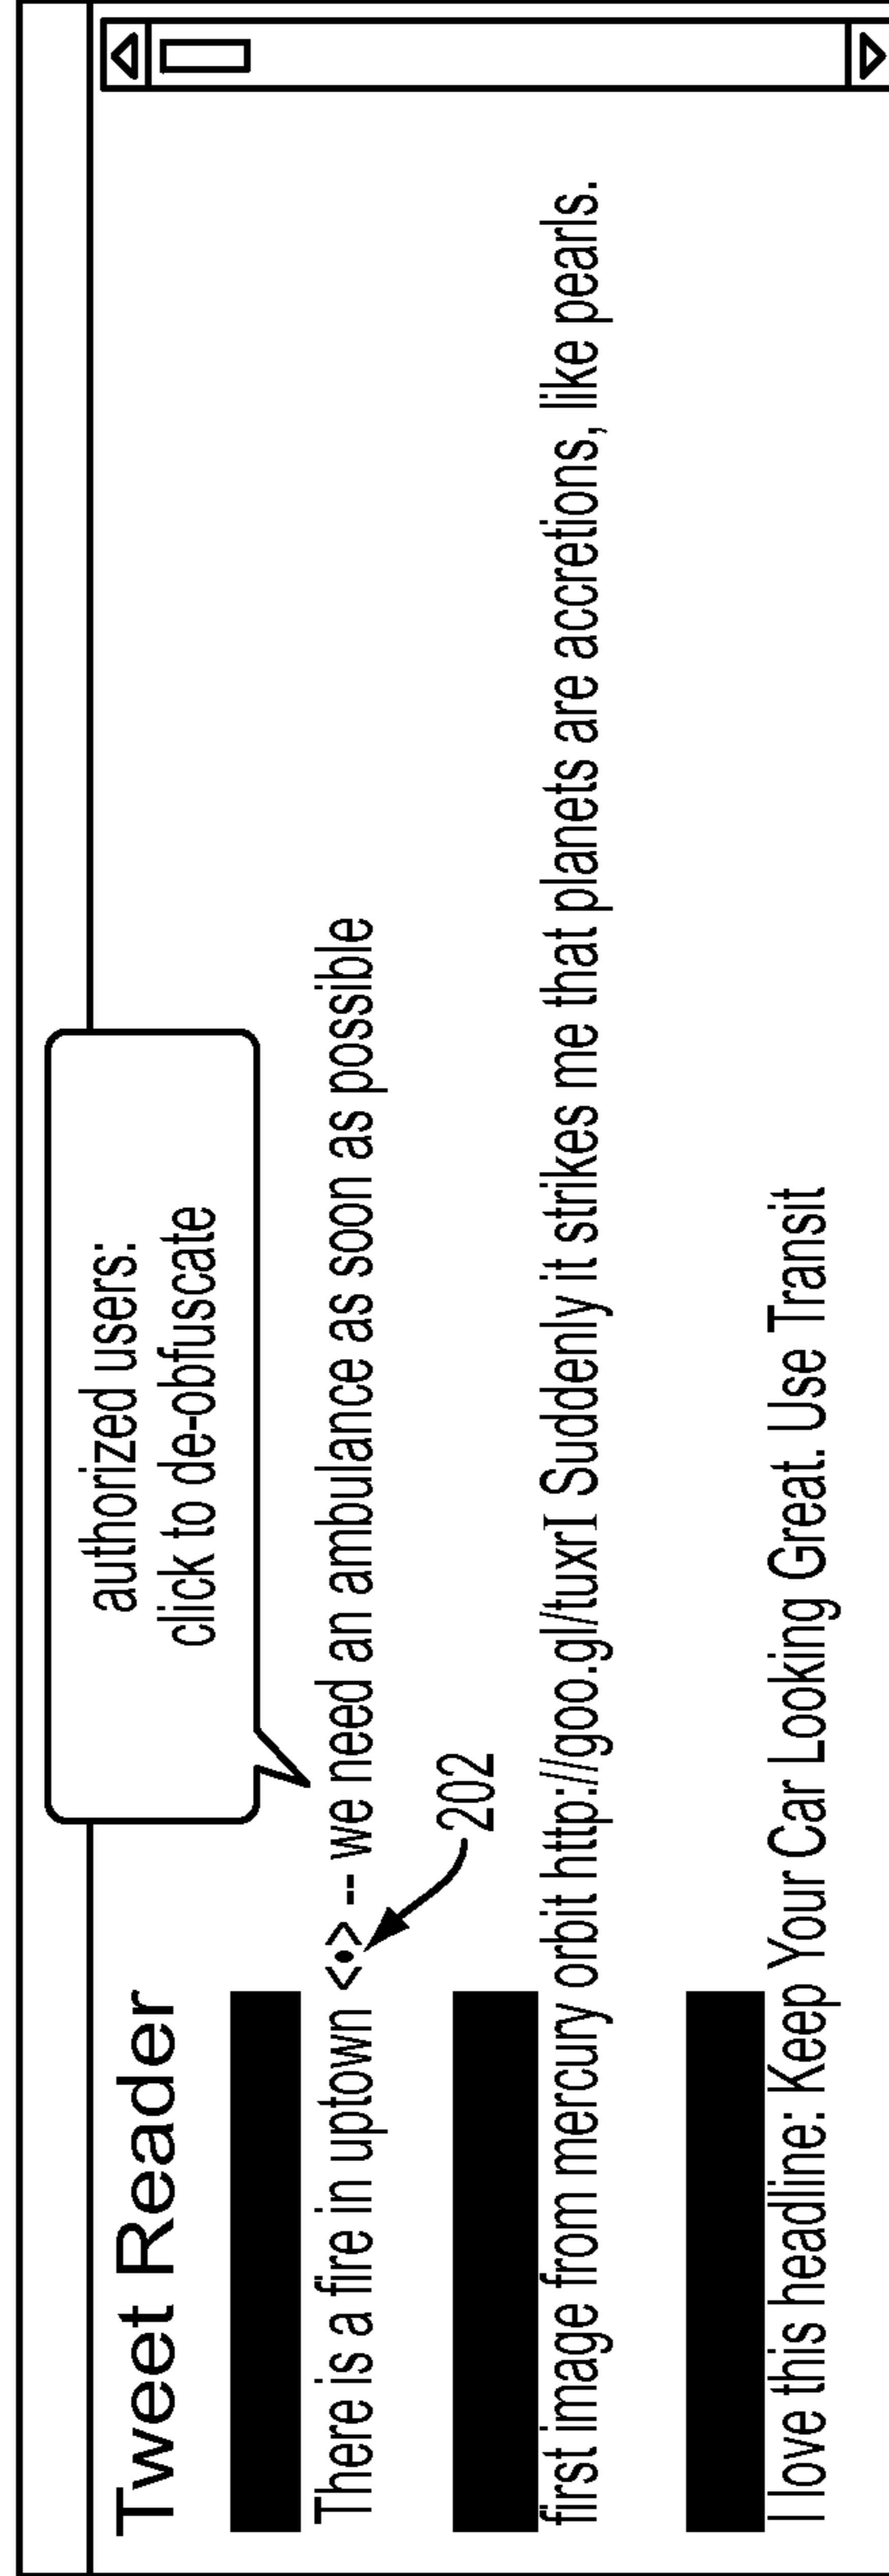 authorized users:
click to de-obfuscate
Tweet Reader
There is a fire in uptown <•> -- we need an ambulance as soon as possible
202
first image from mercury orbit http://goo.gl/tuxrI Suddenly it strikes me that planets are accretions, like pearls.
I love this headline: Keep Your Car Looking Great. Use Transit